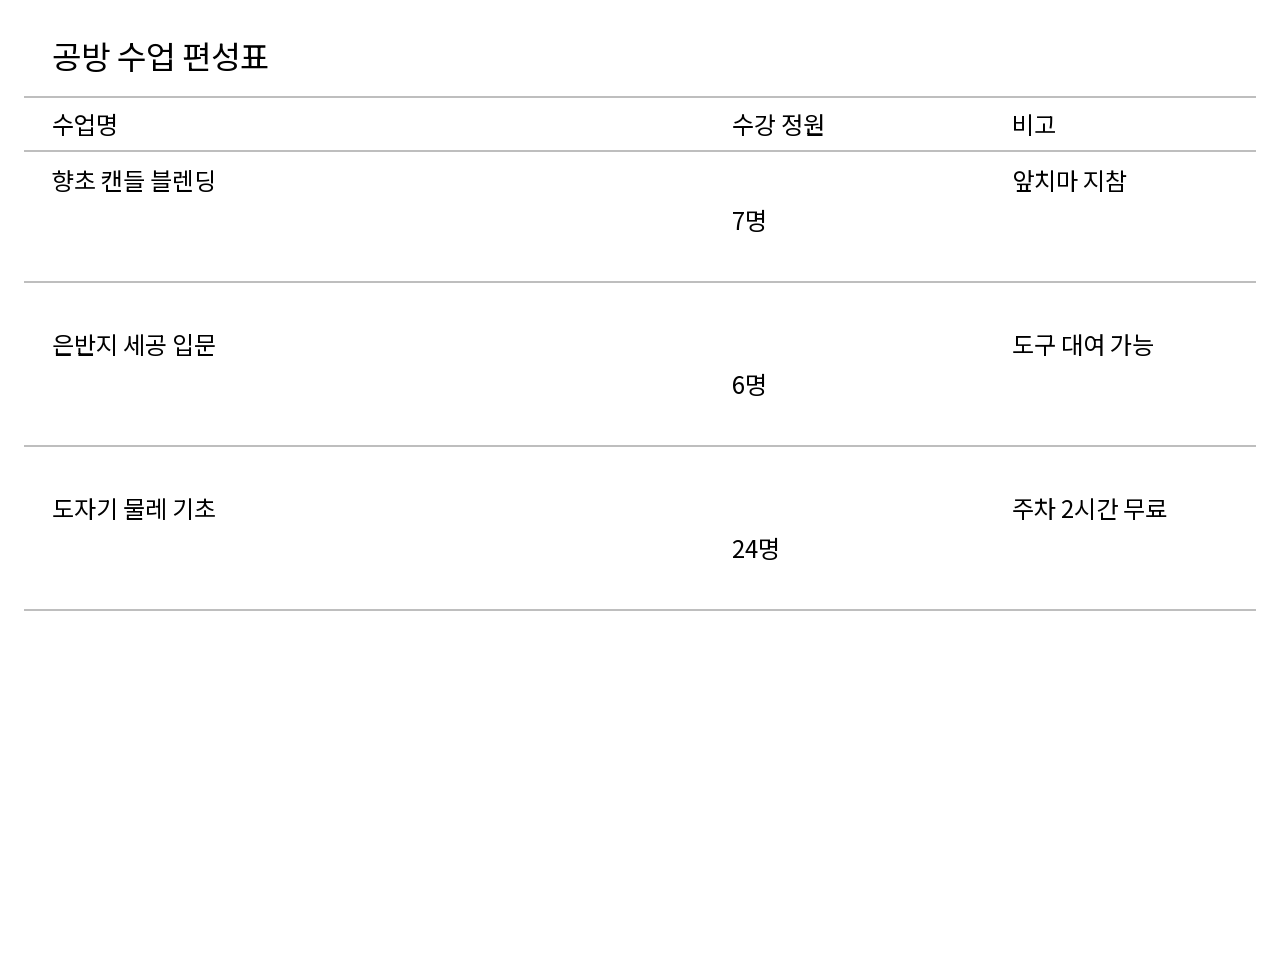 공방 수업 편성표
수업명 수강 정원 비고
향초 캔들 블렌딩 앞치마 지참
7명
은반지 세공 입문 도구 대여 가능
6명
도자기 물레 기초 주차 2시간 무료
24명